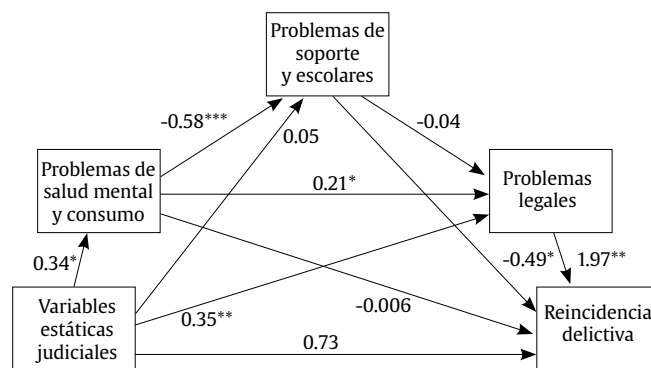 Problemas de
soporte
y escolares
-0.58***
0.05
-0.04
Problemas de
salud mental
y consumo
0.21*
Problemas
legales
0.34*
-0.49*
1.97**
Variables
estáticas
judiciales
0.35**
-0.006
0.73
Reincidencia
delictiva